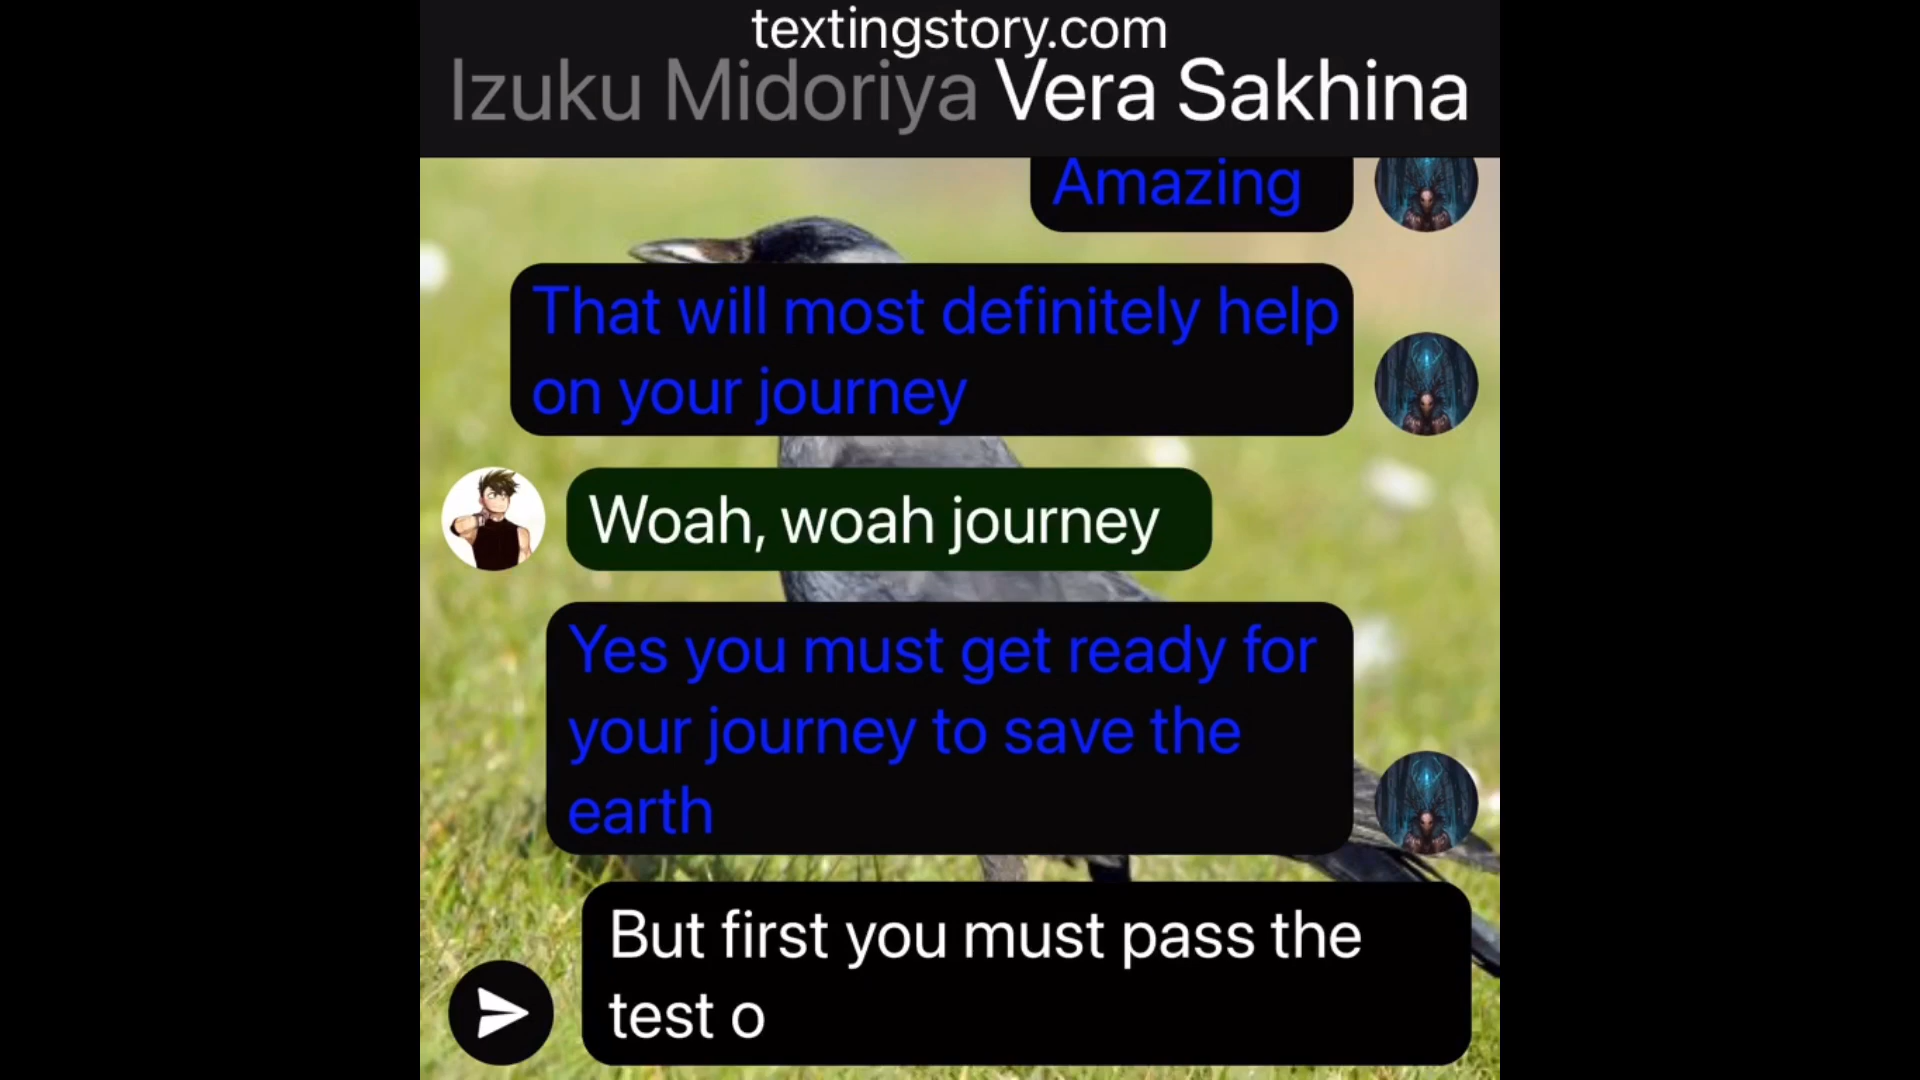 textingstory.com
Izuku Midoriya Vera Sakhina
Amazing
That will most definitely help
on your journey
Woah, woah journey
Yes you must get ready for
your journey to save the
earth
But first you must pass the
test o